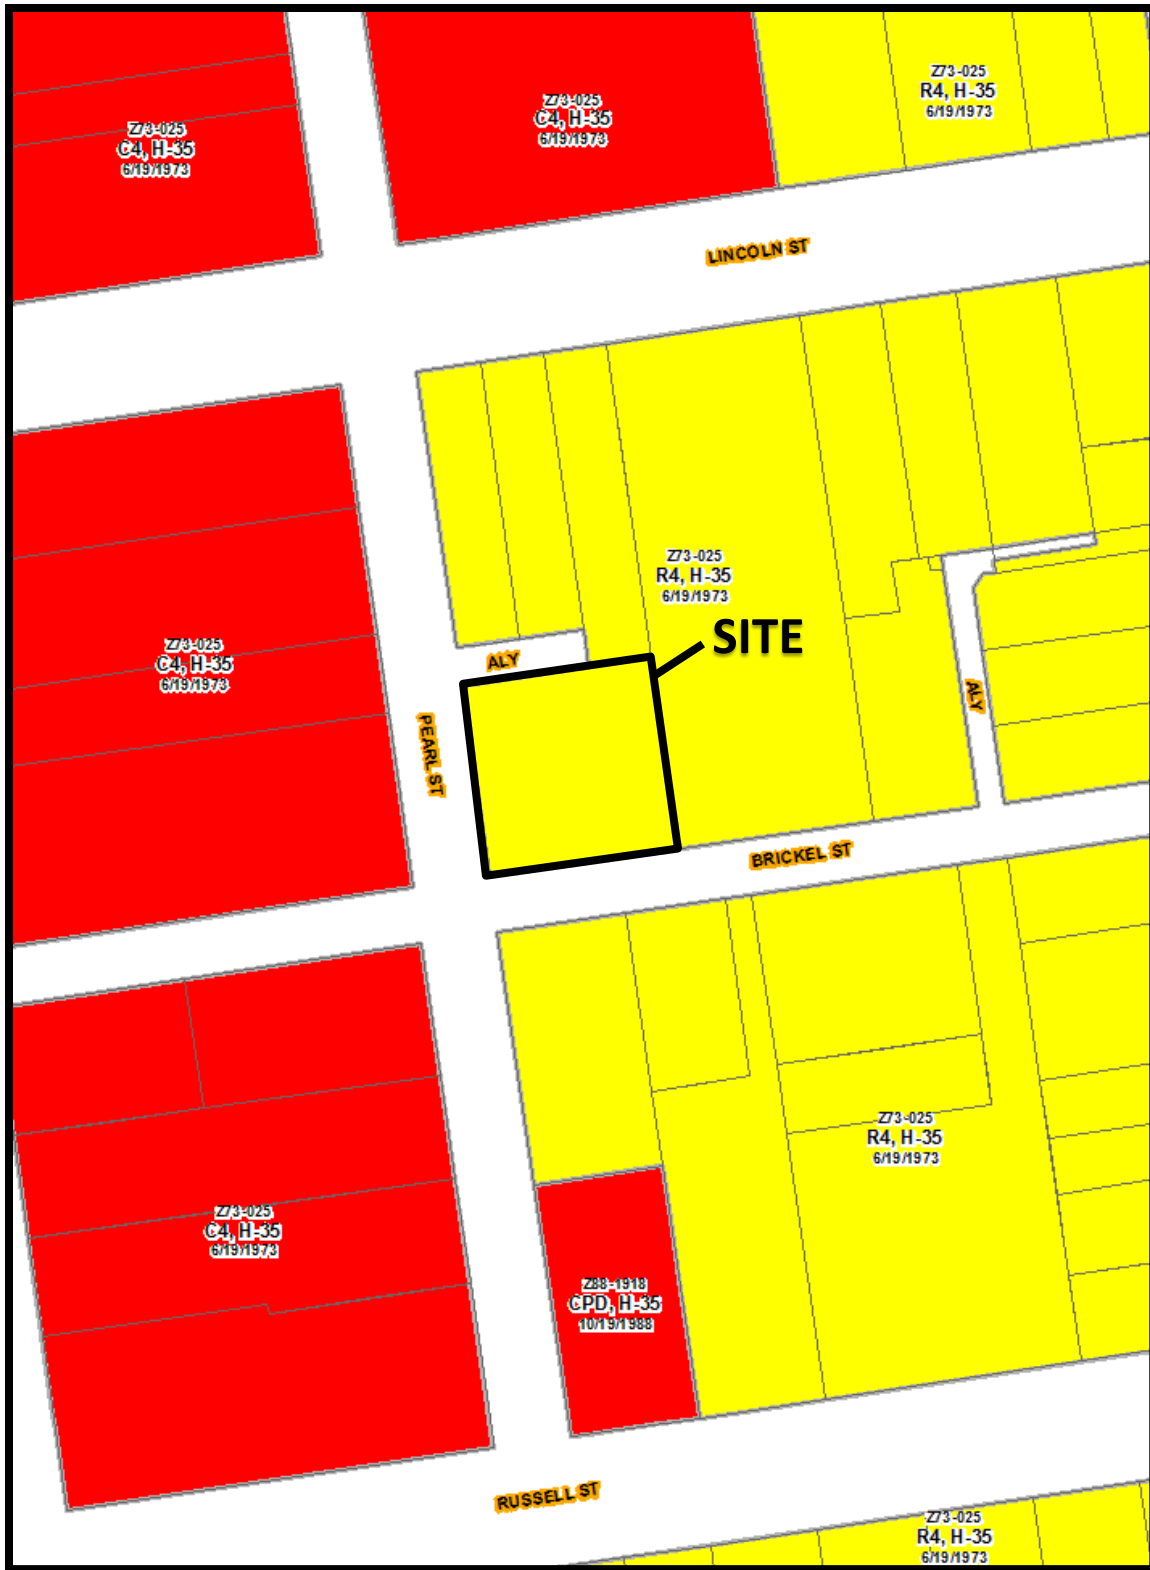 Z73-025
R4, H-35
6/19/1973
Z73-025
C4, H-35
6/19/1973
Z73-025
C4, H-35
6/19/1973
LINCOLN ST
Z73-025
R4, H-35
6/19/1973
SITE
Z73-025
C4, H-35
6/19/1973
ALY
ALY
PEARL ST
BRICKEL ST
Z73-025
R4, H-35
6/19/1973
Z73-025
C4, H-35
6/19/1973
Z88-1918
CPD, H-35
10/19/1988
RUSSELL ST
Z73-025
R4, H-35
6/19/1973